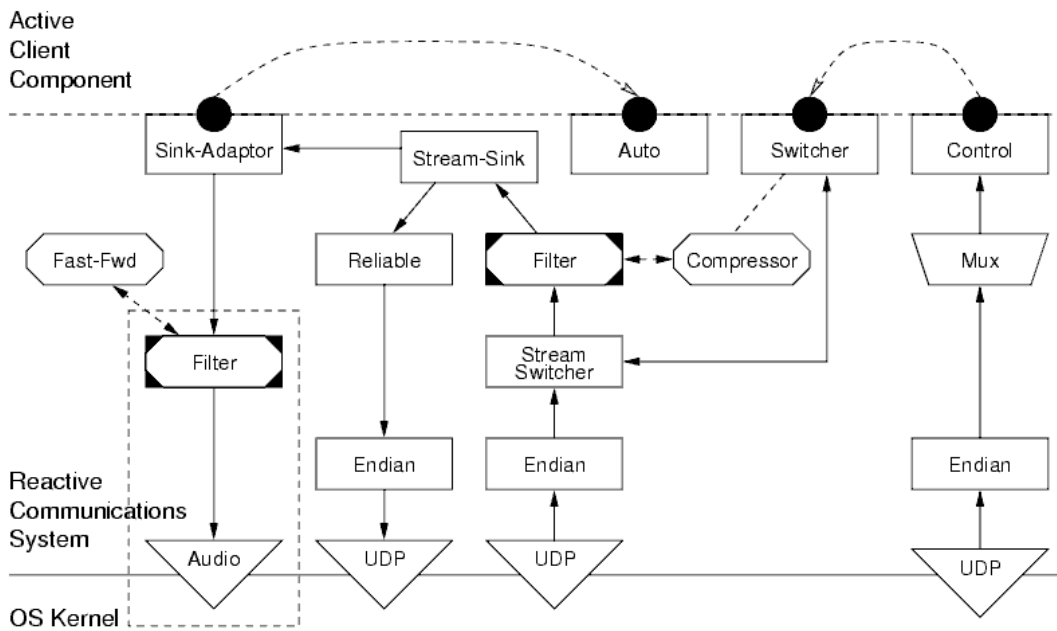 Active
Client
Component
Sink-Adaptor
Stream-Sink
Auto
Switcher
Control
Fast-Fwd
Reliable
Filter
Compressor
Mux
Filter
Stream
Switcher
Endian
Endian
Endian
Reactive
Communications
System
Audio
UDP
UDP
UDP
OS Kernel